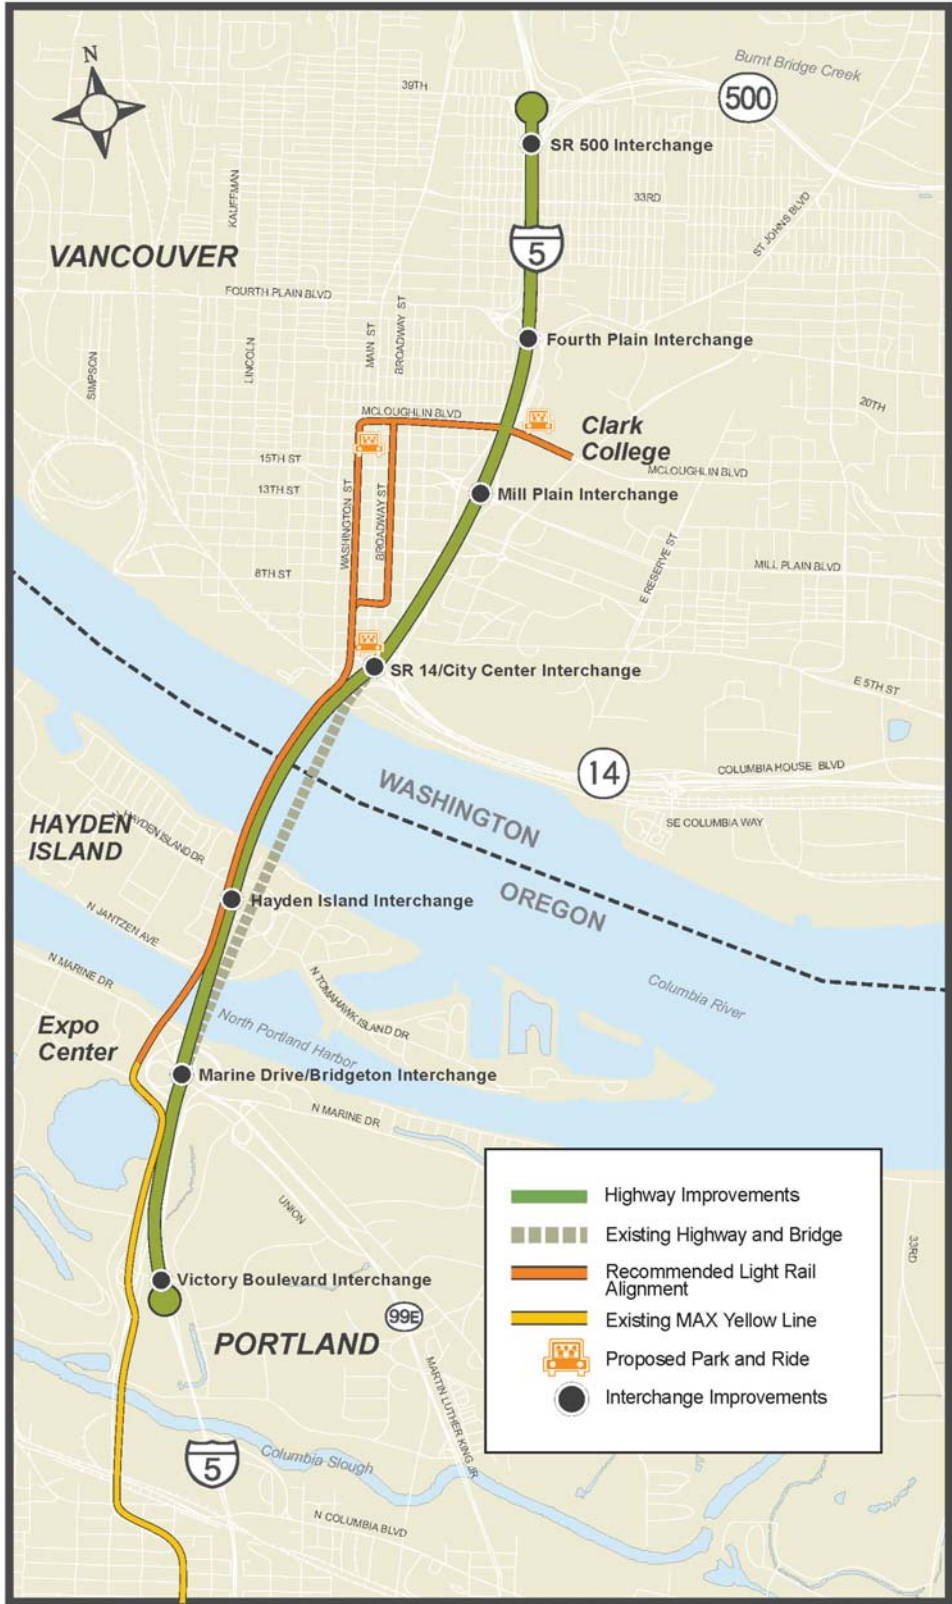 N
Burnt Bridge Creek
39TH
500
SR 500 Interchange
KAUFFMAN
33RD
ST JOHNS BLVD
5
VANCOUVER
FOURTH PLAIN BLVD
MAIN ST
BROADWAY ST
Fourth Plain Interchange
SIMPSON
LINCOLN
20TH
MCLOUGHLIN BLVD
Clark
College
15TH ST
MCLOUGHLIN BLVD
13TH ST
WASHINGTON ST
BROADWAY ST
Mill Plain Interchange
8TH ST
E RESERVE ST
MILL PLAIN BLVD
SR 14/City Center Interchange
E 5TH ST
14
COLUMBIA HOUSE BLVD
WASHINGTON
SE COLUMBIA WAY
HAYDEN
ISLAND
N HAYDEN ISLAND DR
OREGON
Hayden Island Interchange
N JANTZEN AVE
N MARINE DR
N TOMAHAWK ISLAND DR
Columbia River
Expo
Center
North Portland Harbor
Marine Drive/Bridgeton Interchange
N MARINE DR
UNION
33RD
Highway Improvements
Existing Highway and Bridge
Recommended Light Rail
Alignment
Existing MAX Yellow Line
Proposed Park and Ride
Interchange Improvements
Victory Boulevard Interchange
99E
PORTLAND
MARTIN LUTHER KING JR
5
Columbia Slough
N COLUMBIA BLVD